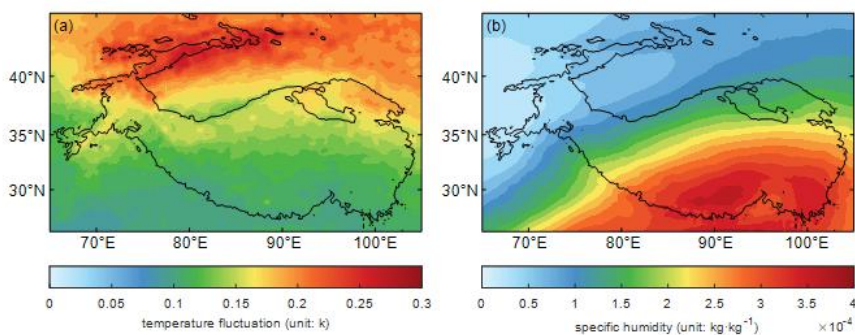 (a)
(b)
40°N
35°N
30°N
70°E
80°E
90°E
100°E
40°N
35°N
30°N
70°E
80°E
90°E
100°E
0
0.05
0.1
0.15
0.2
0.25
0.3
temperature fluctuation (unit: k)
0
0.5
1
1.5
2
2.5
3
3.5
4
specific humidity (unit: kg·kg⁻¹)
×10⁻⁴